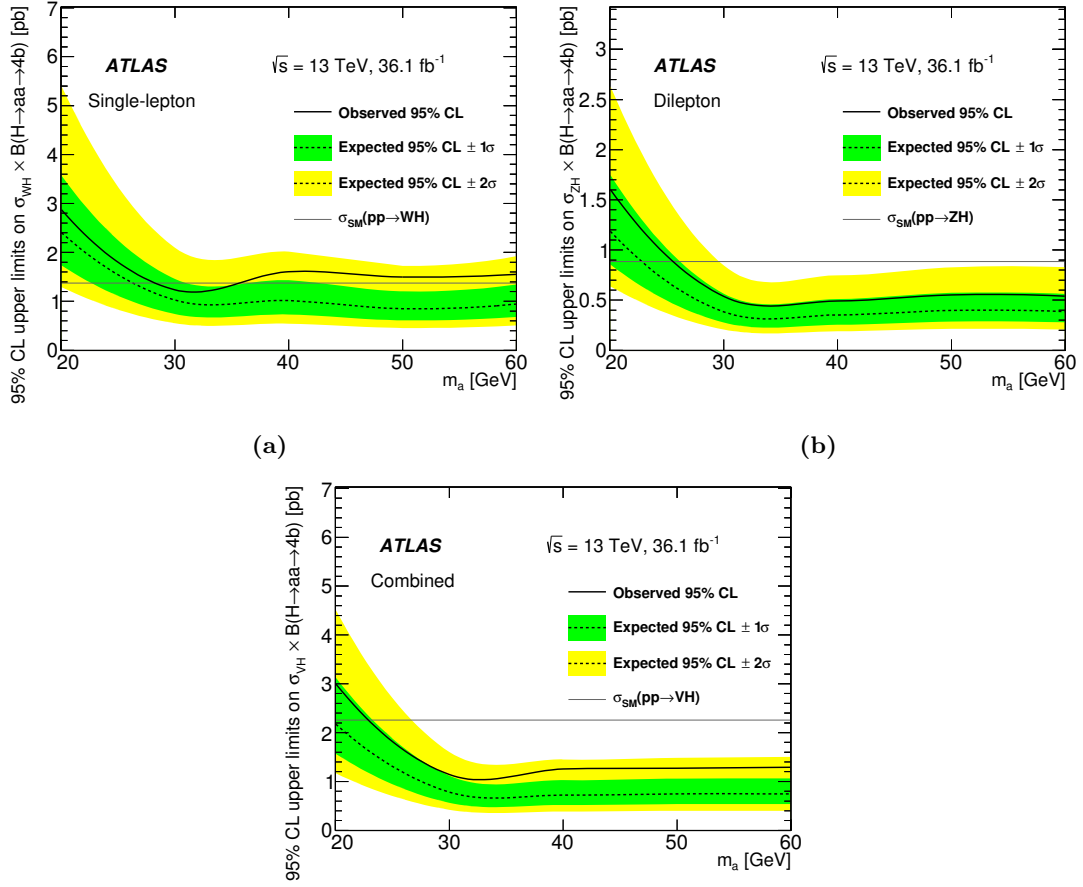 95% CL upper limits on σ_WH × B(H→aa→4b) [pb]
7
6
5
4
3
2
1
0
ATLAS
√s = 13 TeV, 36.1 fb⁻¹
Single-lepton
Observed 95% CL
Expected 95% CL ± 1σ
Expected 95% CL ± 2σ
σ_SM(pp→WH)
20 30 40 50 60
m_a [GeV]
(a)
95% CL upper limits on σ_ZH × B(H→aa→4b) [pb]
3
2.5
2
1.5
1
0.5
0
ATLAS
√s = 13 TeV, 36.1 fb⁻¹
Dilepton
Observed 95% CL
Expected 95% CL ± 1σ
Expected 95% CL ± 2σ
σ_SM(pp→ZH)
20 30 40 50 60
m_a [GeV]
(b)
95% CL upper limits on σ_VH × B(H→aa→4b) [pb]
7
6
5
4
3
2
1
0
ATLAS
√s = 13 TeV, 36.1 fb⁻¹
Combined
Observed 95% CL
Expected 95% CL ± 1σ
Expected 95% CL ± 2σ
σ_SM(pp→VH)
20 30 40 50 60
m_a [GeV]